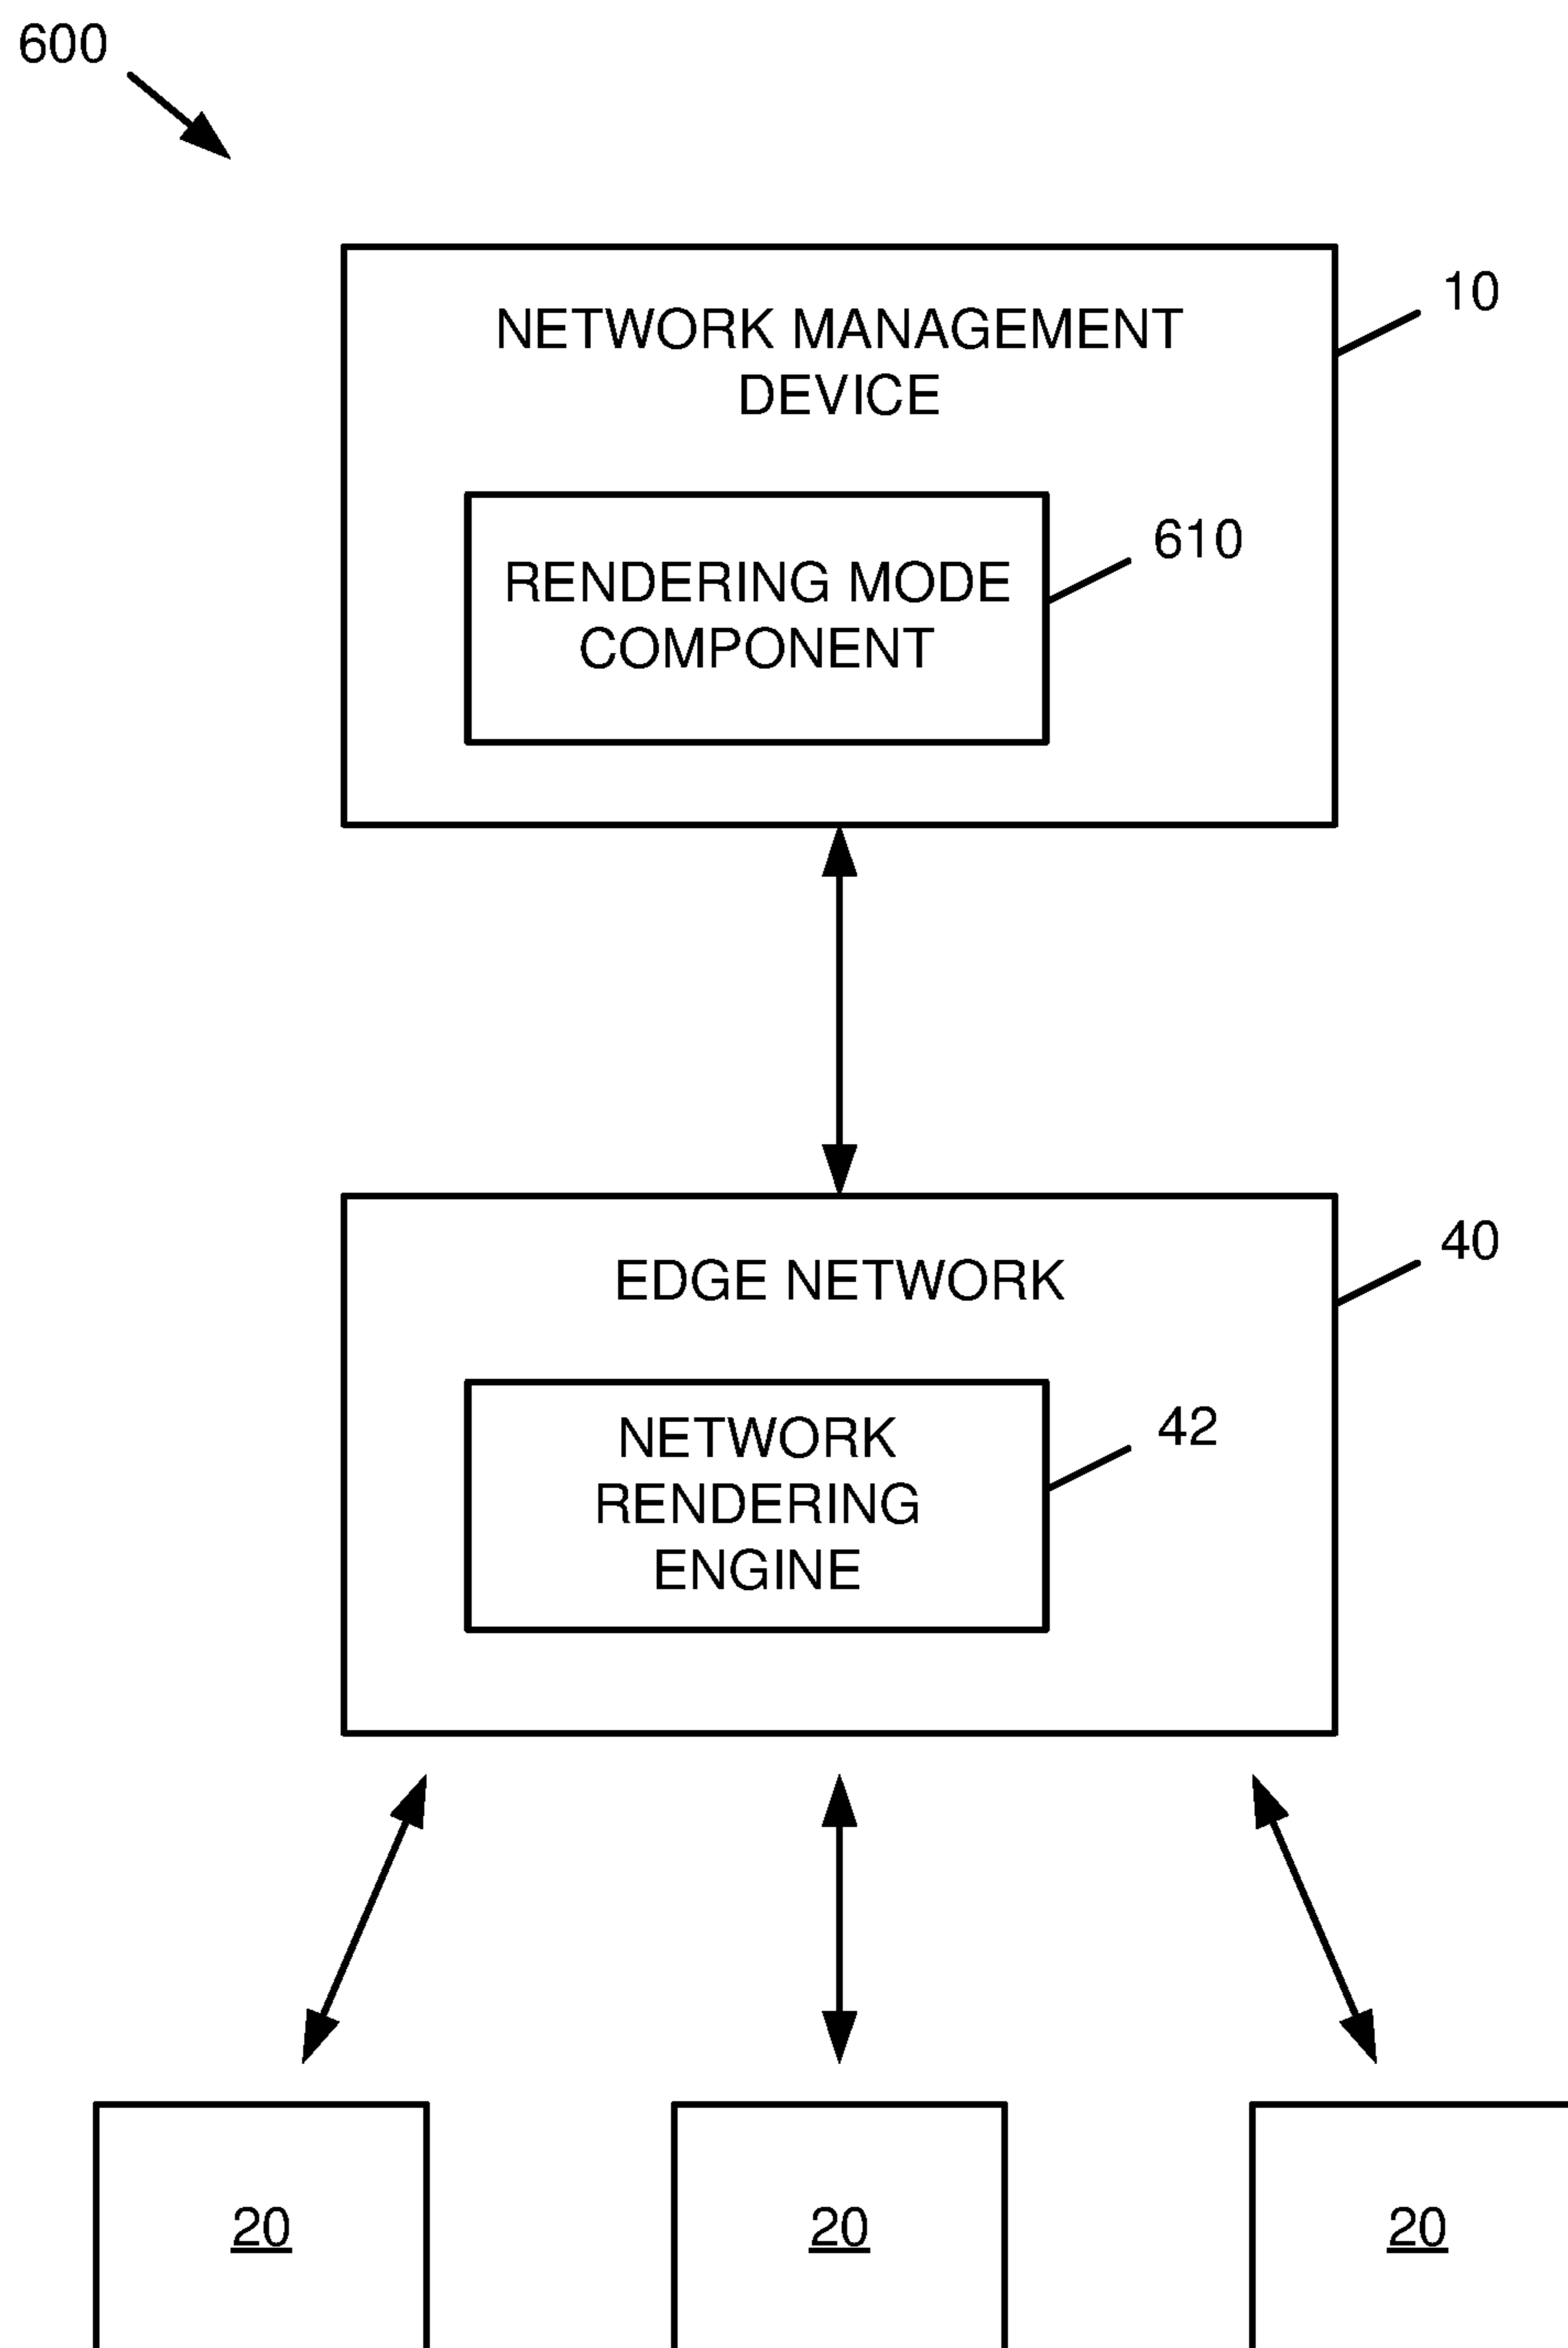 600
10
NETWORK MANAGEMENT
DEVICE
610
RENDERING MODE
COMPONENT
40
EDGE NETWORK
42
NETWORK
RENDERING
ENGINE
20
20
20